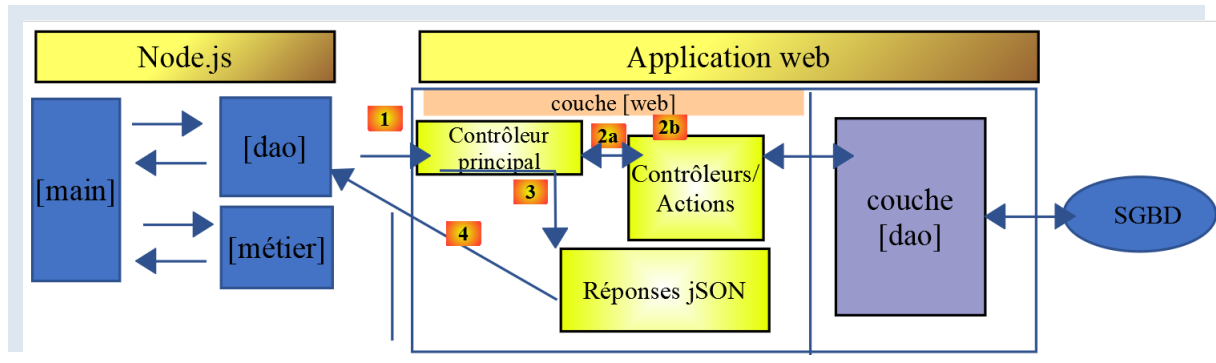 Node.js
Application web
couche [web]
1
2a
2b
Contrôleur
principal
[dao]
[main]
Contrôleurs/
Actions
3
couche
[dao]
SGBD
4
[métier]
Réponses jSON